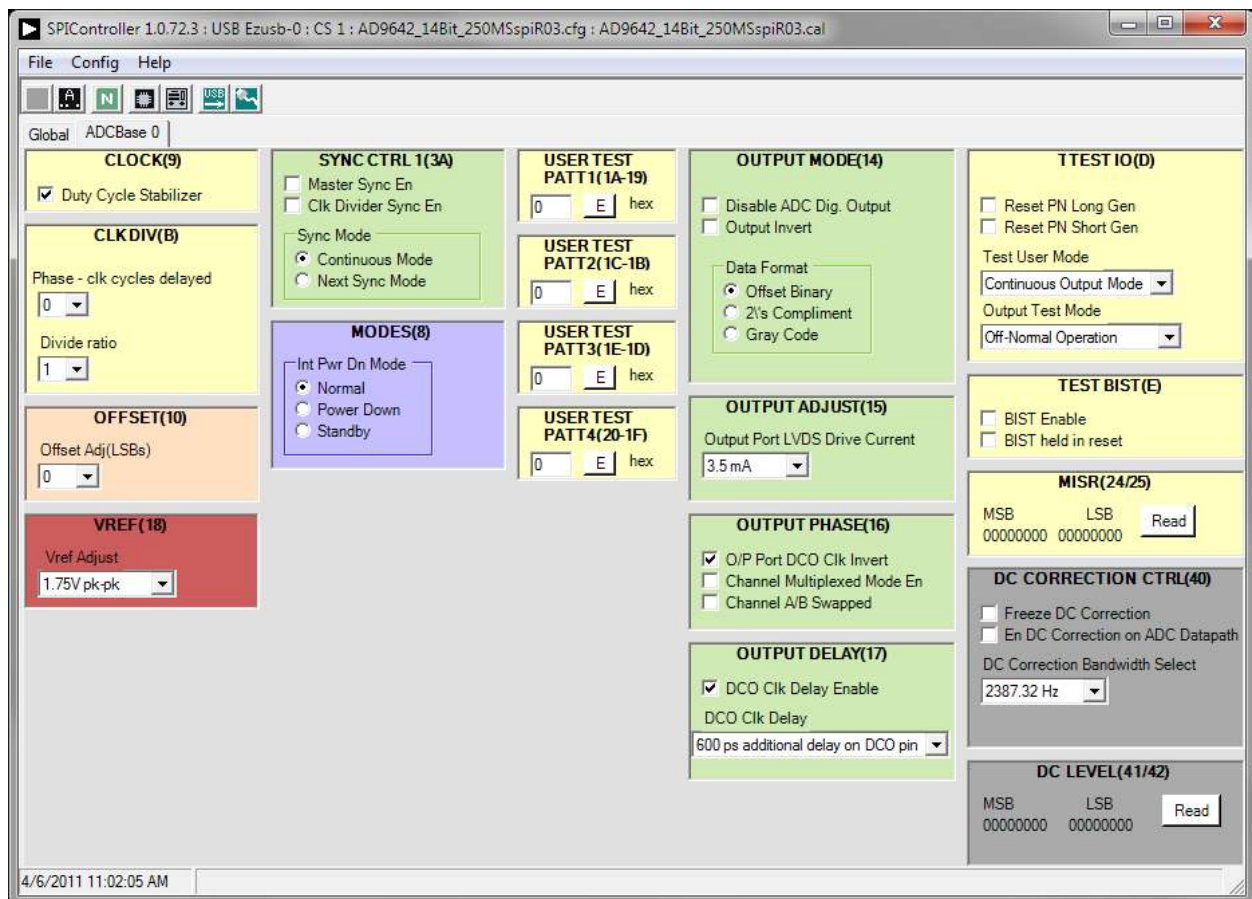 SPIController 1.0.72.3 : USB Ezusb-0 : CS 1 : AD9642_14Bit_250MSspiR03.cfg : AD9642_14Bit_250MSspiR03.cal
File Config Help
A N USB
Global ADCBase 0
CLOCK(9)
Duty Cycle Stabilizer
CLKDIV(B)
Phase - clk cycles delayed
0
Divide ratio
1
OFFSET(10)
Offset Adj(LSBs)
0
VREF(18)
Vref Adjust
1.75V pk-pk
SYNC CTRL 1(3A)
Master Sync En
Clk Divider Sync En
Sync Mode
Continuous Mode
Next Sync Mode
MODES(8)
Int Pwr Dn Mode
Normal
Power Down
Standby
USER TEST
PATT1(1A-19)
0 E hex
USER TEST
PATT2(1C-1B)
0 E hex
USER TEST
PATT3(1E-1D)
0 E hex
USER TEST
PATT4(20-1F)
0 E hex
OUTPUT MODE(14)
Disable ADC Dig. Output
Output Invert
Data Format
Offset Binary
2\'s Compliment
Gray Code
OUTPUT ADJUST(15)
Output Port LVDS Drive Current
3.5 mA
OUTPUT PHASE(16)
O/P Port DCO Clk Invert
Channel Multiplexed Mode En
Channel A/B Swapped
OUTPUT DELAY(17)
DCO Clk Delay Enable
DCO Clk Delay
600 ps additional delay on DCO pin
TTEST IO(D)
Reset PN Long Gen
Reset PN Short Gen
Test User Mode
Continuous Output Mode
Output Test Mode
Off-Normal Operation
TEST BIST(E)
BIST Enable
BIST held in reset
MISR(24/25)
MSB LSB
00000000 00000000 Read
DC CORRECTION CTRL(40)
Freeze DC Correction
En DC Correction on ADC Datapath
DC Correction Bandwidth Select
2387.32 Hz
DC LEVEL(41/42)
MSB LSB
00000000 00000000 Read
4/6/2011 11:02:05 AM